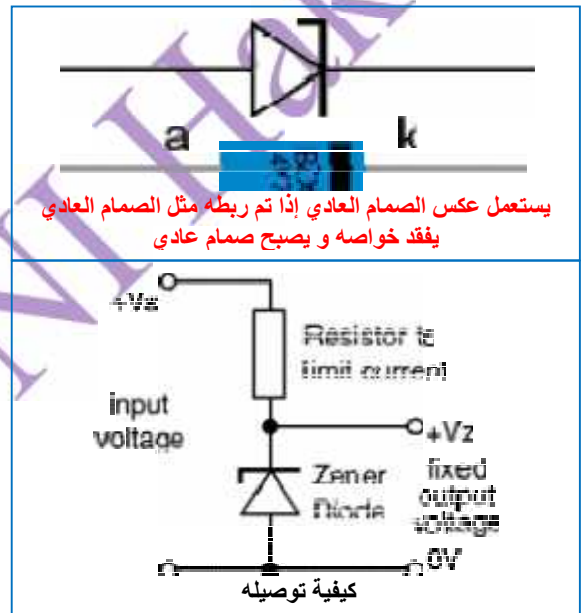 a
k
يستعمل عكس الصمام العادي إذا تم ربطه مثل الصمام العادي
يفقد خواصه و يصبح صمام عادي
+Vs
Resistor to
limit current
input
voltage
+Vz
Zener
Diode
fixed
output
voltage
0V
كيفية توصيله